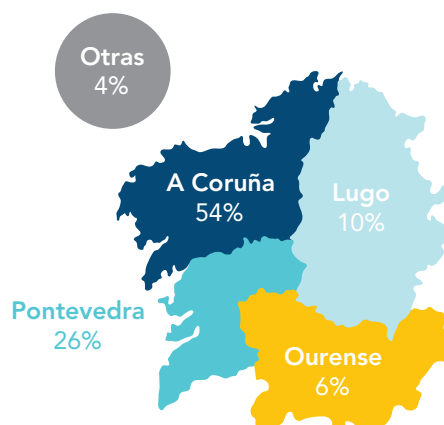 Otras
4%
A Coruña
54%
Lugo
10%
Pontevedra
26%
Ourense
6%